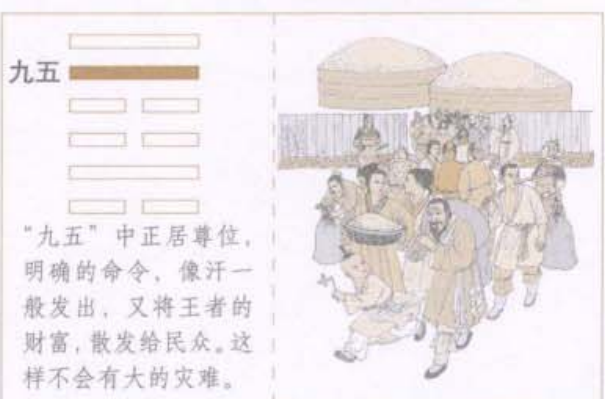 九五
“九五”中正居尊位，
明确的命令，像汗一
般发出，又将王者的
财富，散发给民众。这
样不会有大的灾难。